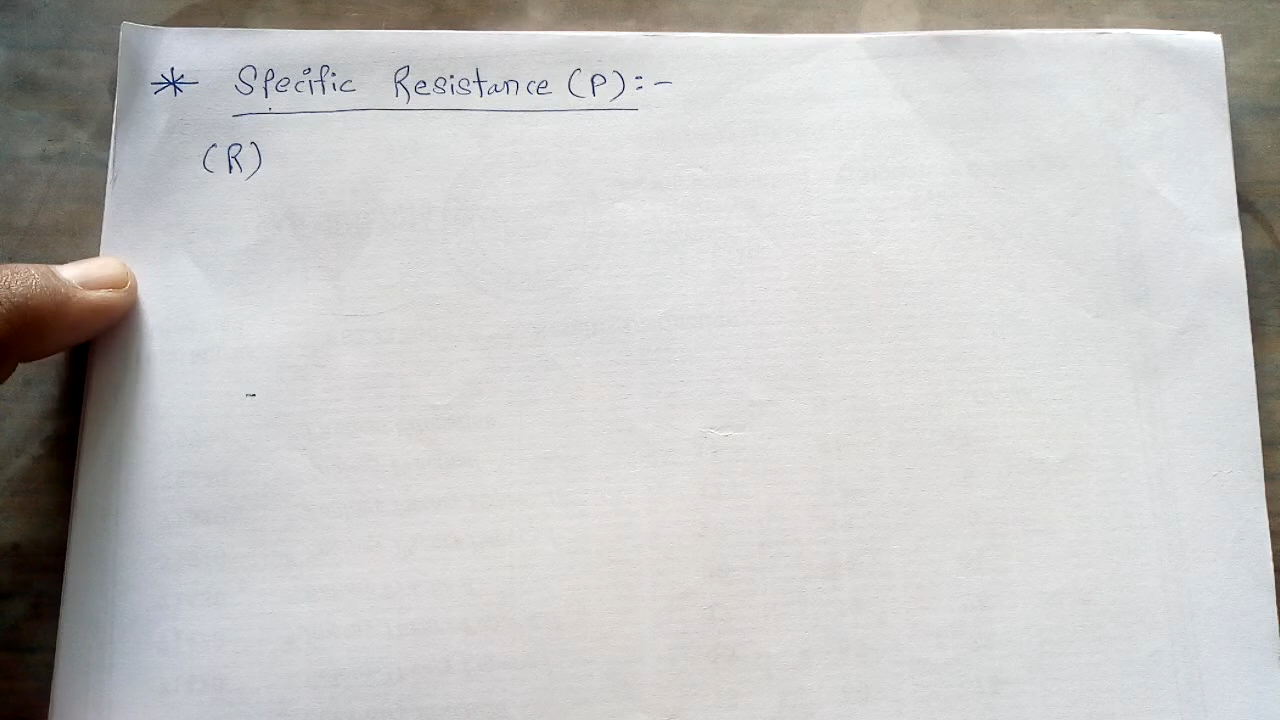 * Specific Resistance (P):-
(R)